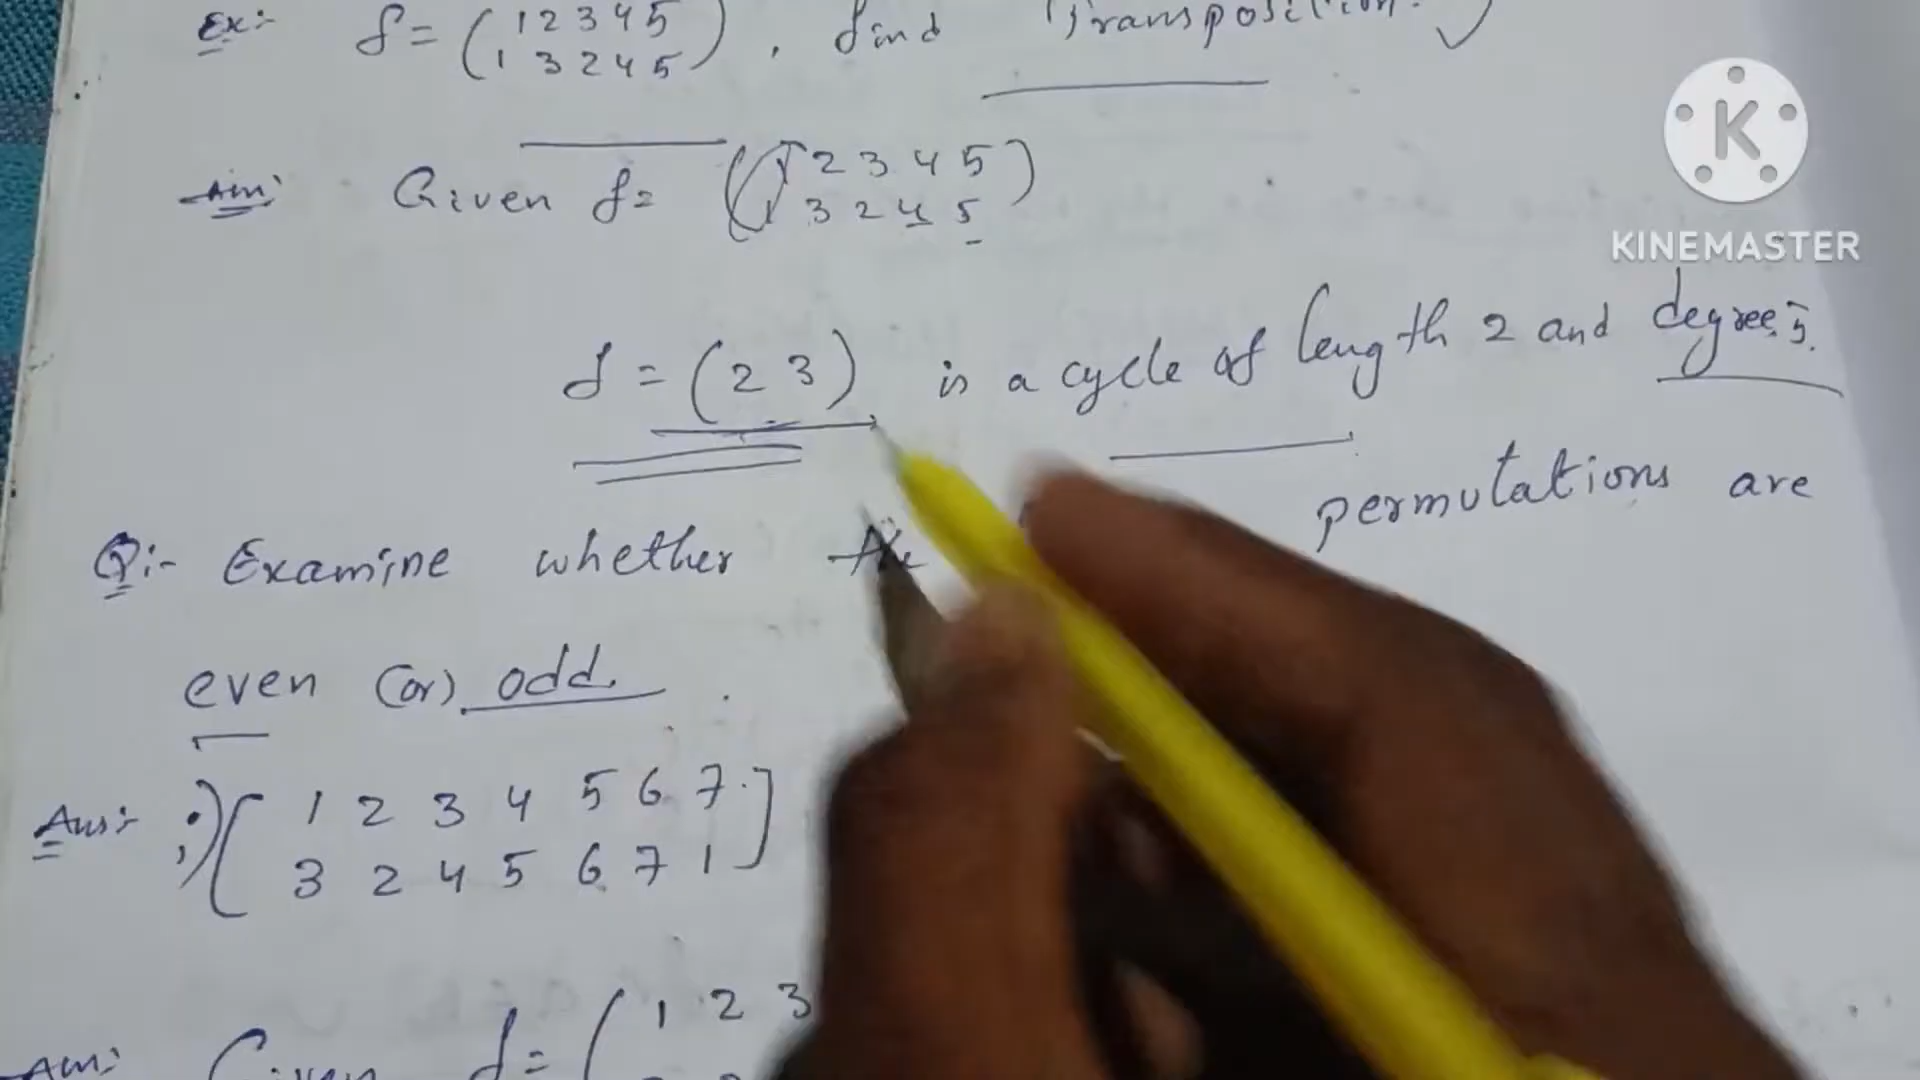 Ex:- f = ( 1 2 3 4 5 ) , find Transposition.
1 3 2 4 5
K
KINEMASTER
Ans: Given f = ( 1 2 3 4 5 )
1 3 2 4 5
f = (2 3) is a cycle of length 2 and degree 5.
Q:- Examine whether the permutations are
even (or) odd.
Ans:- i) [ 1 2 3 4 5 6 7 ]
3 2 4 5 6 7 1
Ans: Given f = ( 1 2 3